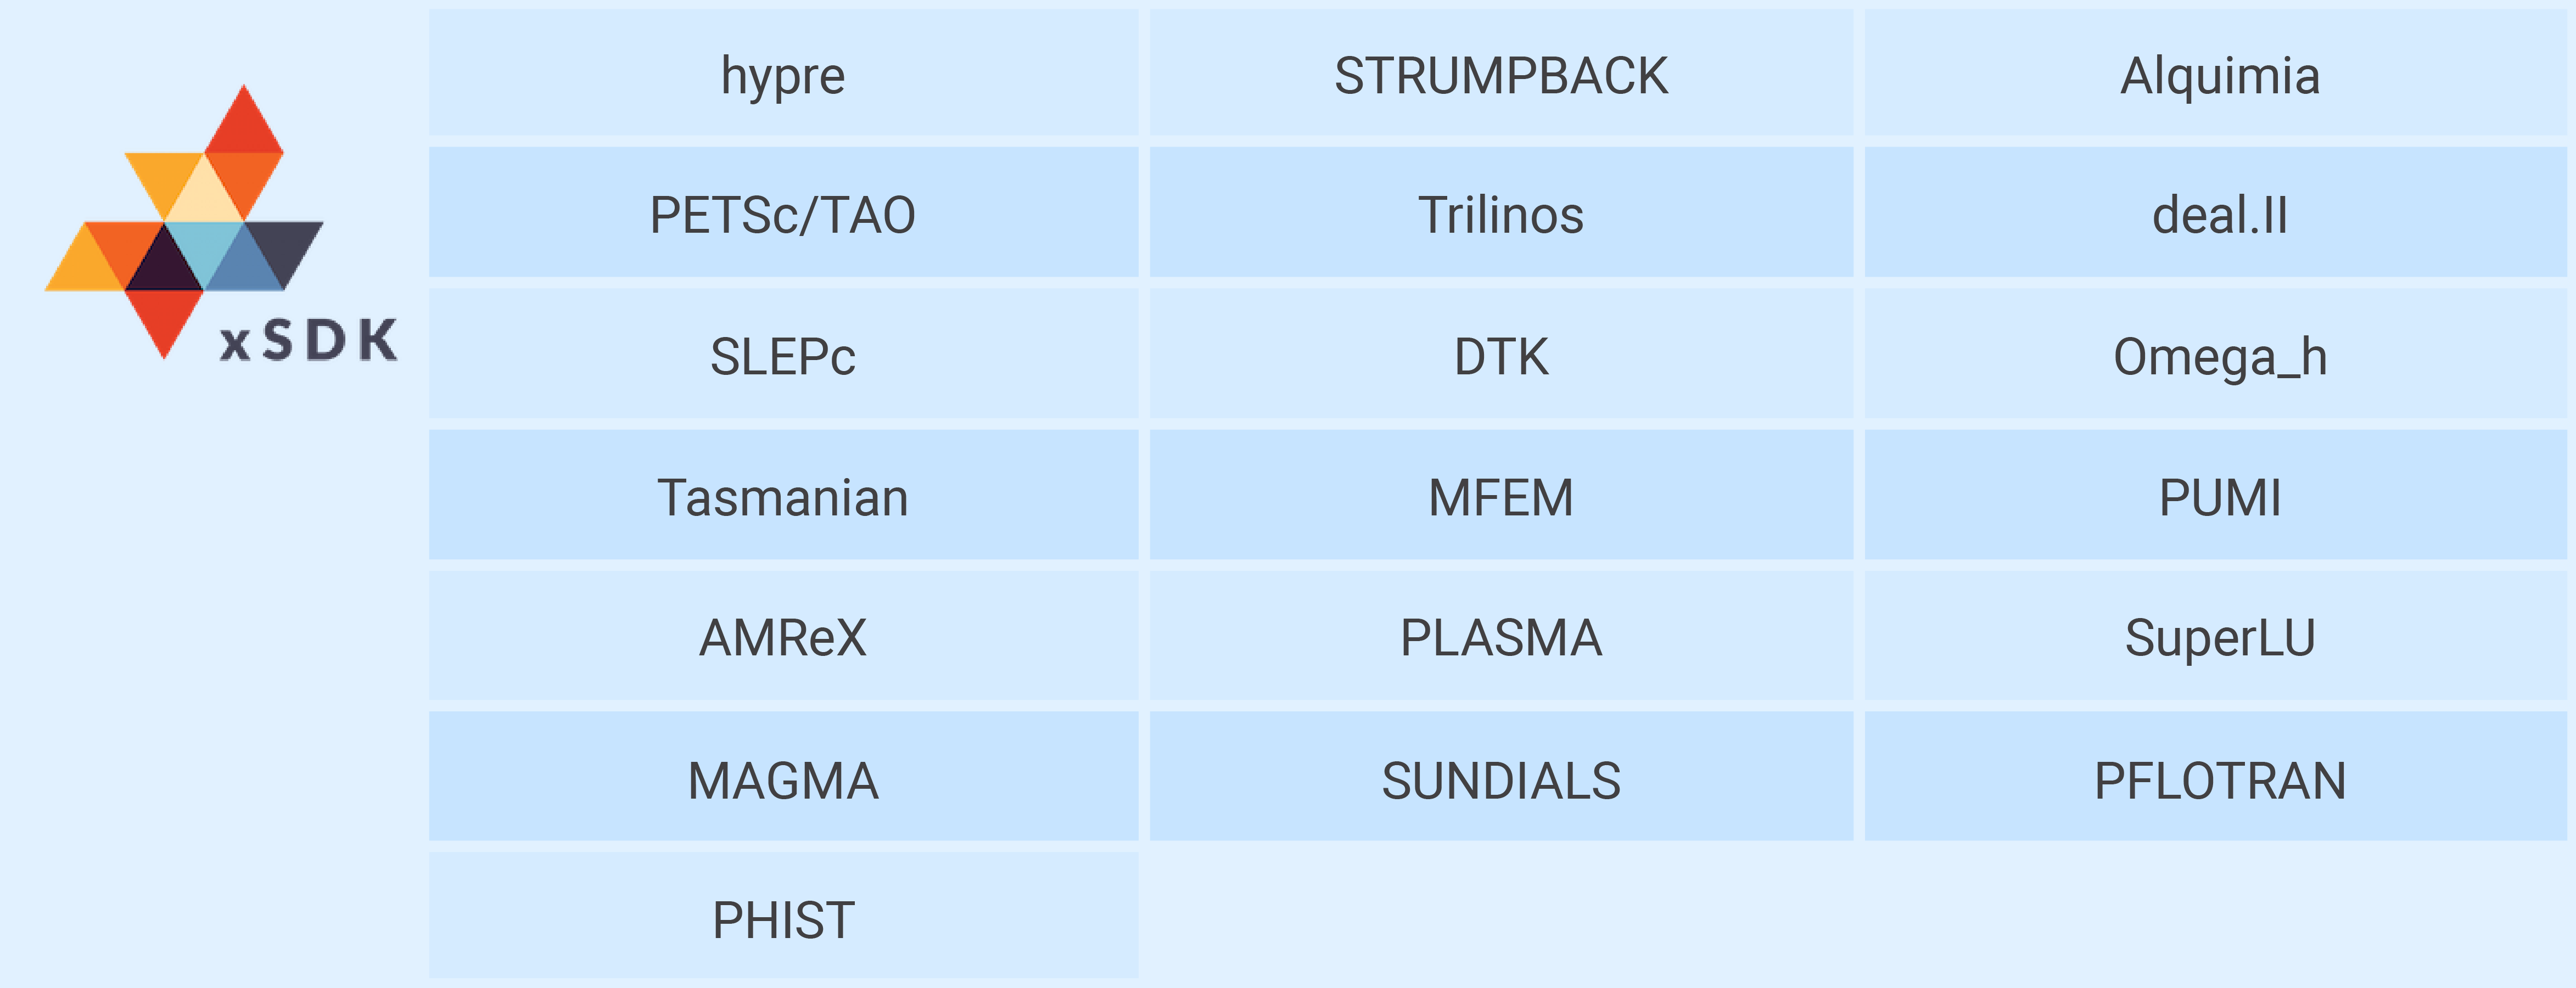 xSDK
hypre STRUMPBACK Alquimia
PETSc/TAO Trilinos deal.II
SLEPc DTK Omega_h
Tasmanian MFEM PUMI
AMReX PLASMA SuperLU
MAGMA SUNDIALS PFLOTRAN
PHIST